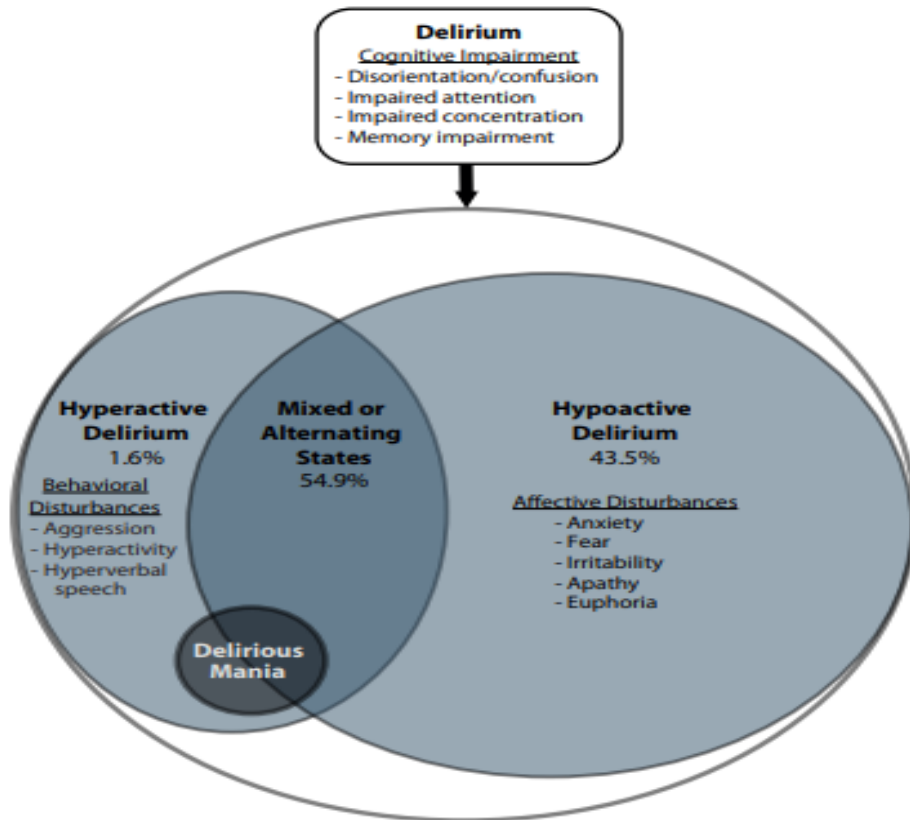 Delirium
Cognitive Impairment
- Disorientation/confusion
- Impaired attention
- Impaired concentration
- Memory impairment
Hyperactive
Delirium
1.6%
Behavioral
Disturbances
- Aggression
- Hyperactivity
- Hyperverbal
speech
Mixed or
Alternating
States
54.9%
Hypoactive
Delirium
43.5%
Affective Disturbances
- Anxiety
- Fear
- Irritability
- Apathy
- Euphoria
Delirious
Mania